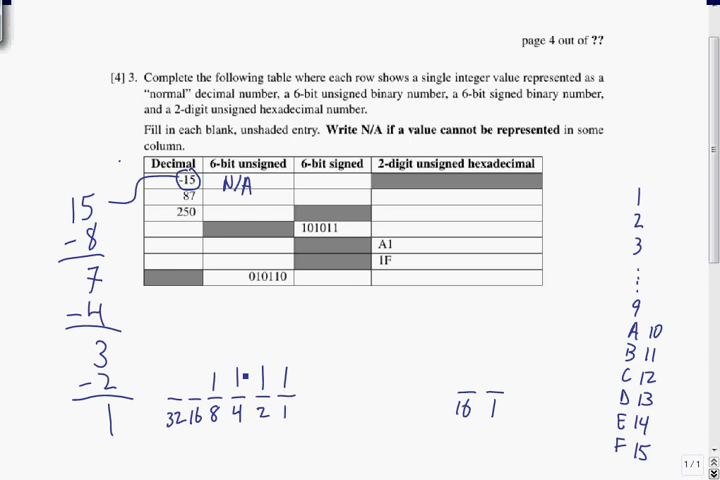 page 4 out of ??
[4] 3. Complete the following table where each row shows a single integer value represented as a
"normal" decimal number, a 6-bit unsigned binary number, a 6-bit signed binary number,
and a 2-digit unsigned hexadecimal number.
Fill in each blank, unshaded entry. Write N/A if a value cannot be represented in some
column.
Decimal 6-bit unsigned 6-bit signed 2-digit unsigned hexadecimal
-15 N/A
87
250
101011
A1
1F
010110
15
-8
7
-4
3
-2
1
1 1 1 1
32 16 8 4 2 1
16 1
1
2
3
⋮
9
A 10
B 11
C 12
D 13
E 14
F 15
1/1